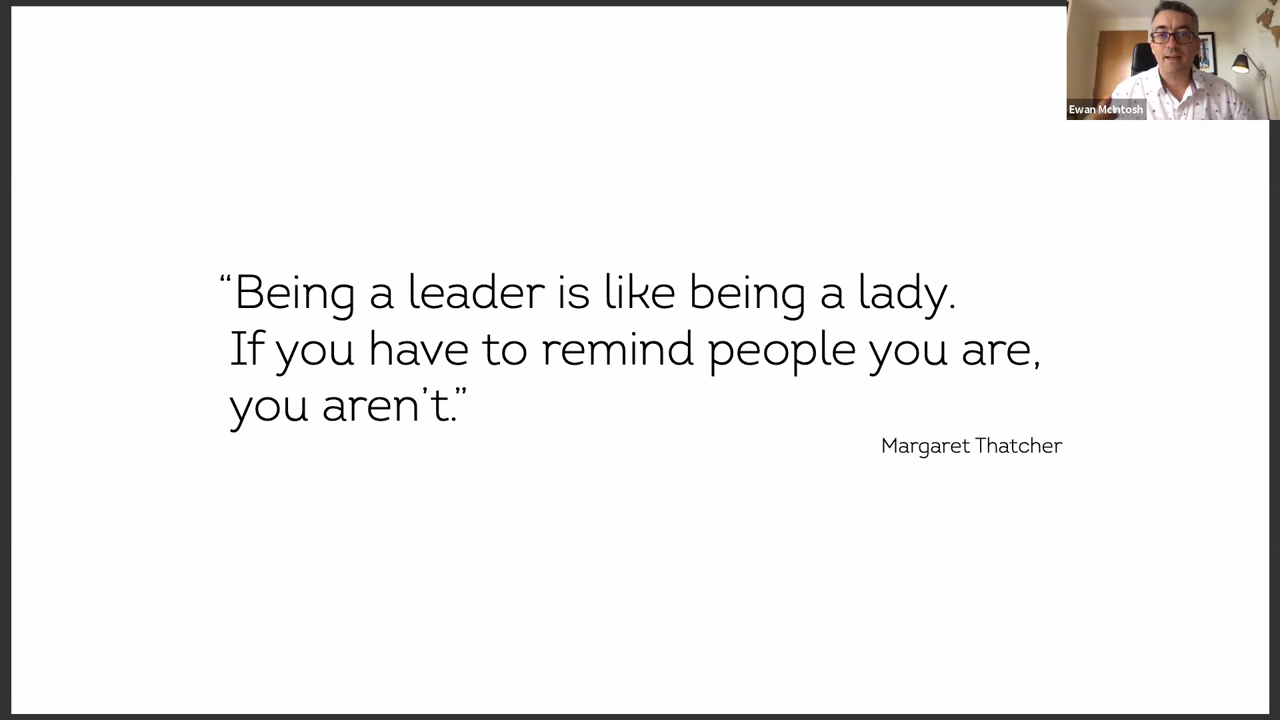 Ewan McIntosh
“Being a leader is like being a lady.
If you have to remind people you are,
you aren’t.”
Margaret Thatcher